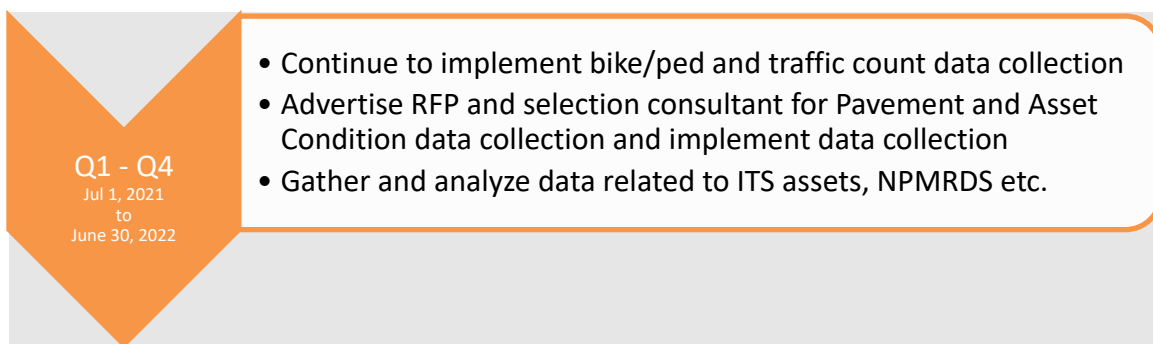 Q1 - Q4
Jul 1, 2021
to
June 30, 2022
• Continue to implement bike/ped and traffic count data collection
• Advertise RFP and selection consultant for Pavement and Asset
Condition data collection and implement data collection
• Gather and analyze data related to ITS assets, NPMRDS etc.